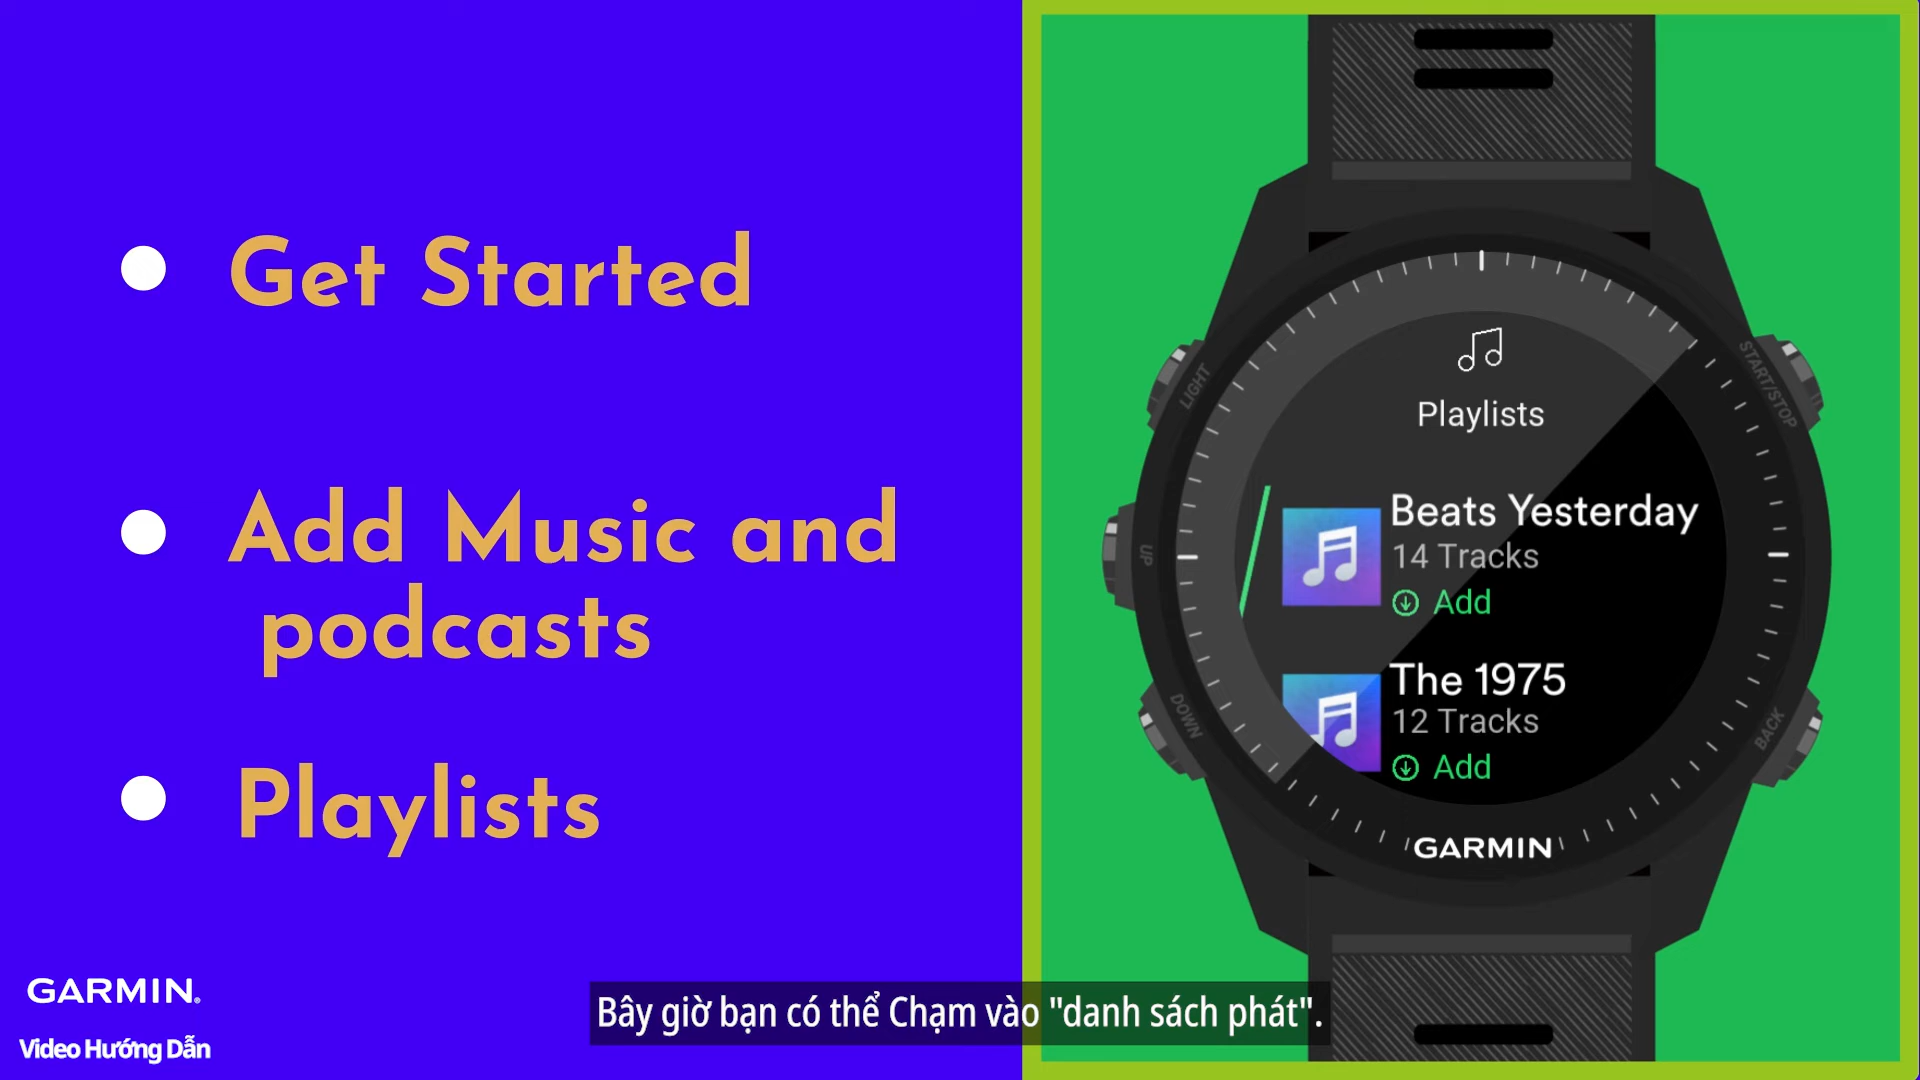 Get Started
Add Music and
podcasts
Playlists
GARMIN
Video Hướng Dẫn
LIGHT
START/STOP
UP
DOWN
BACK
Playlists
Beats Yesterday
14 Tracks
Add
The 1975
12 Tracks
Add
GARMIN
Bây giờ bạn có thể Chạm vào "danh sách phát".